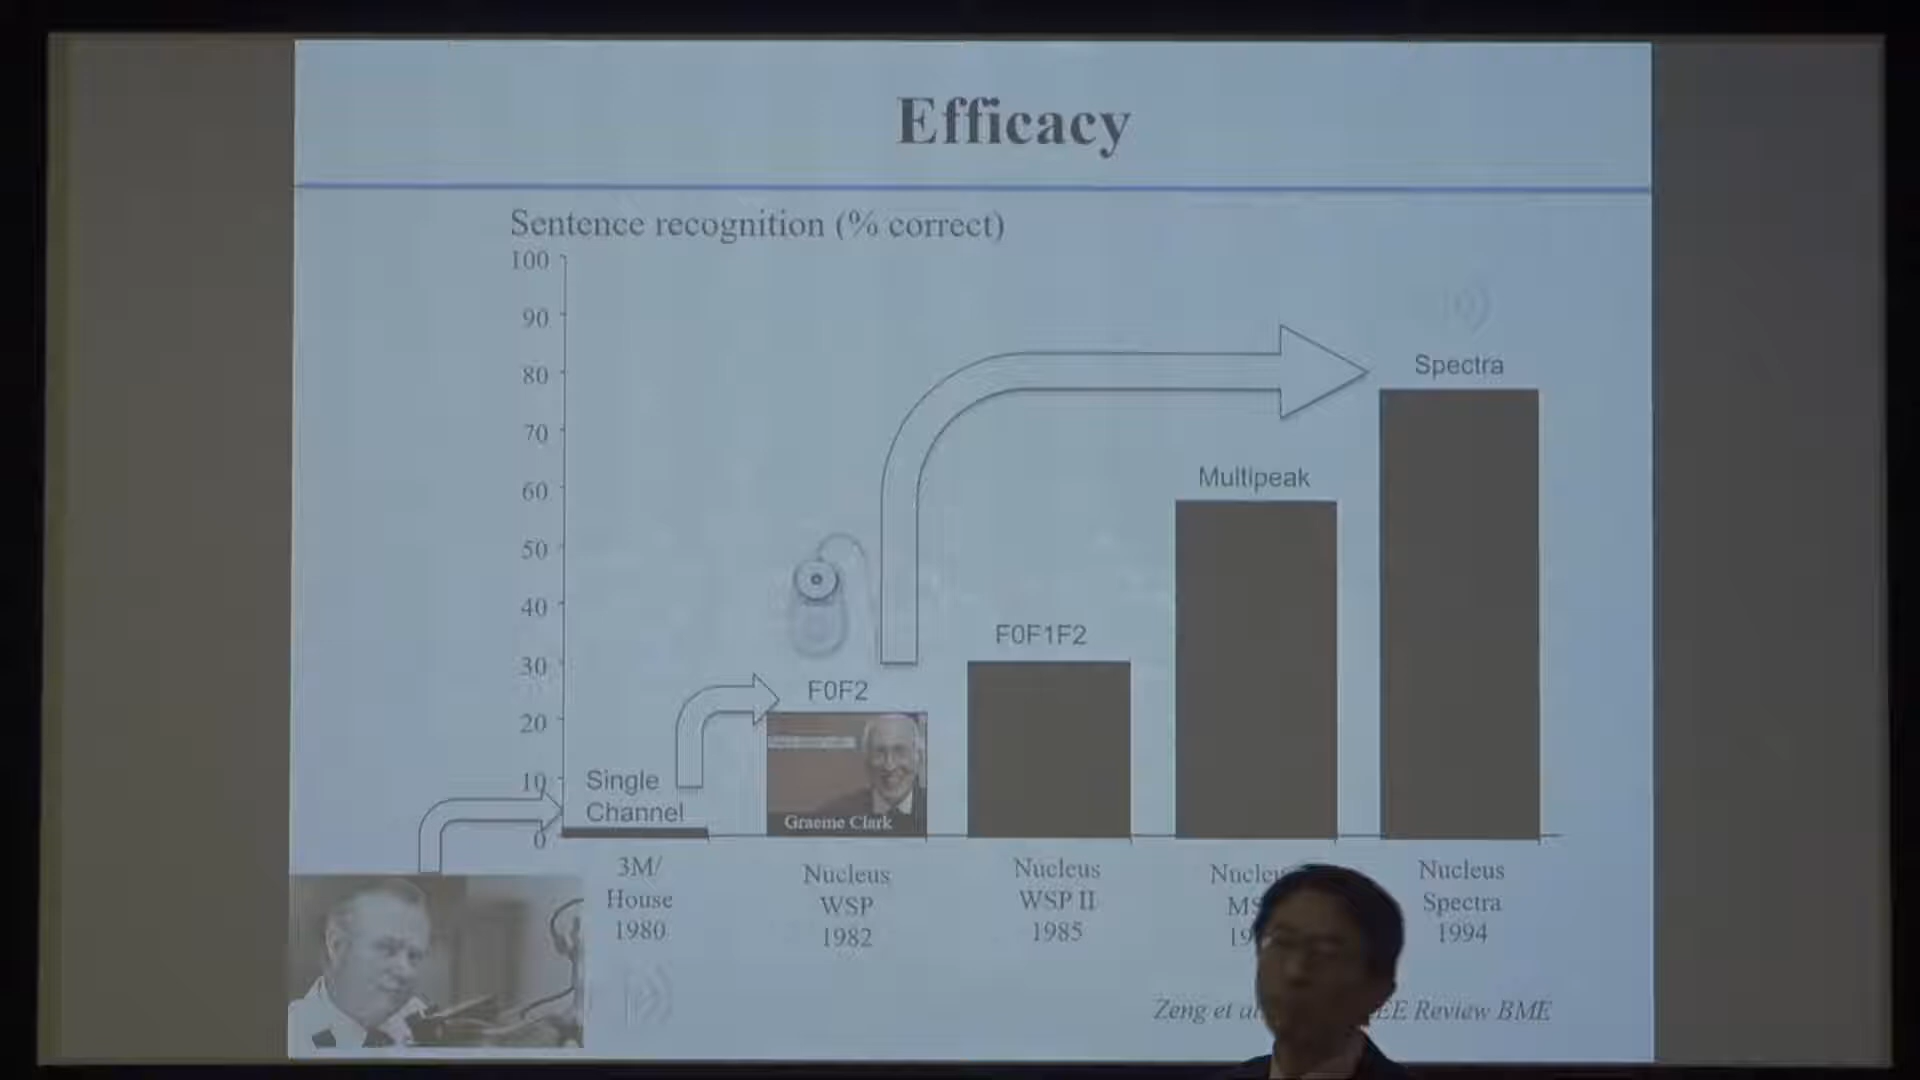 Efficacy
Sentence recognition (% correct)
100
90
80
70
60
50
40
30
20
10
0
Single
Channel
F0F2
F0F1F2
Multipeak
Spectra
Graeme Clark
3M/
House
1980
Nucleus
WSP
1982
Nucleus
WSP II
1985
Nucleus
Nucleus
Spectra
1994
Zeng et
Review BME